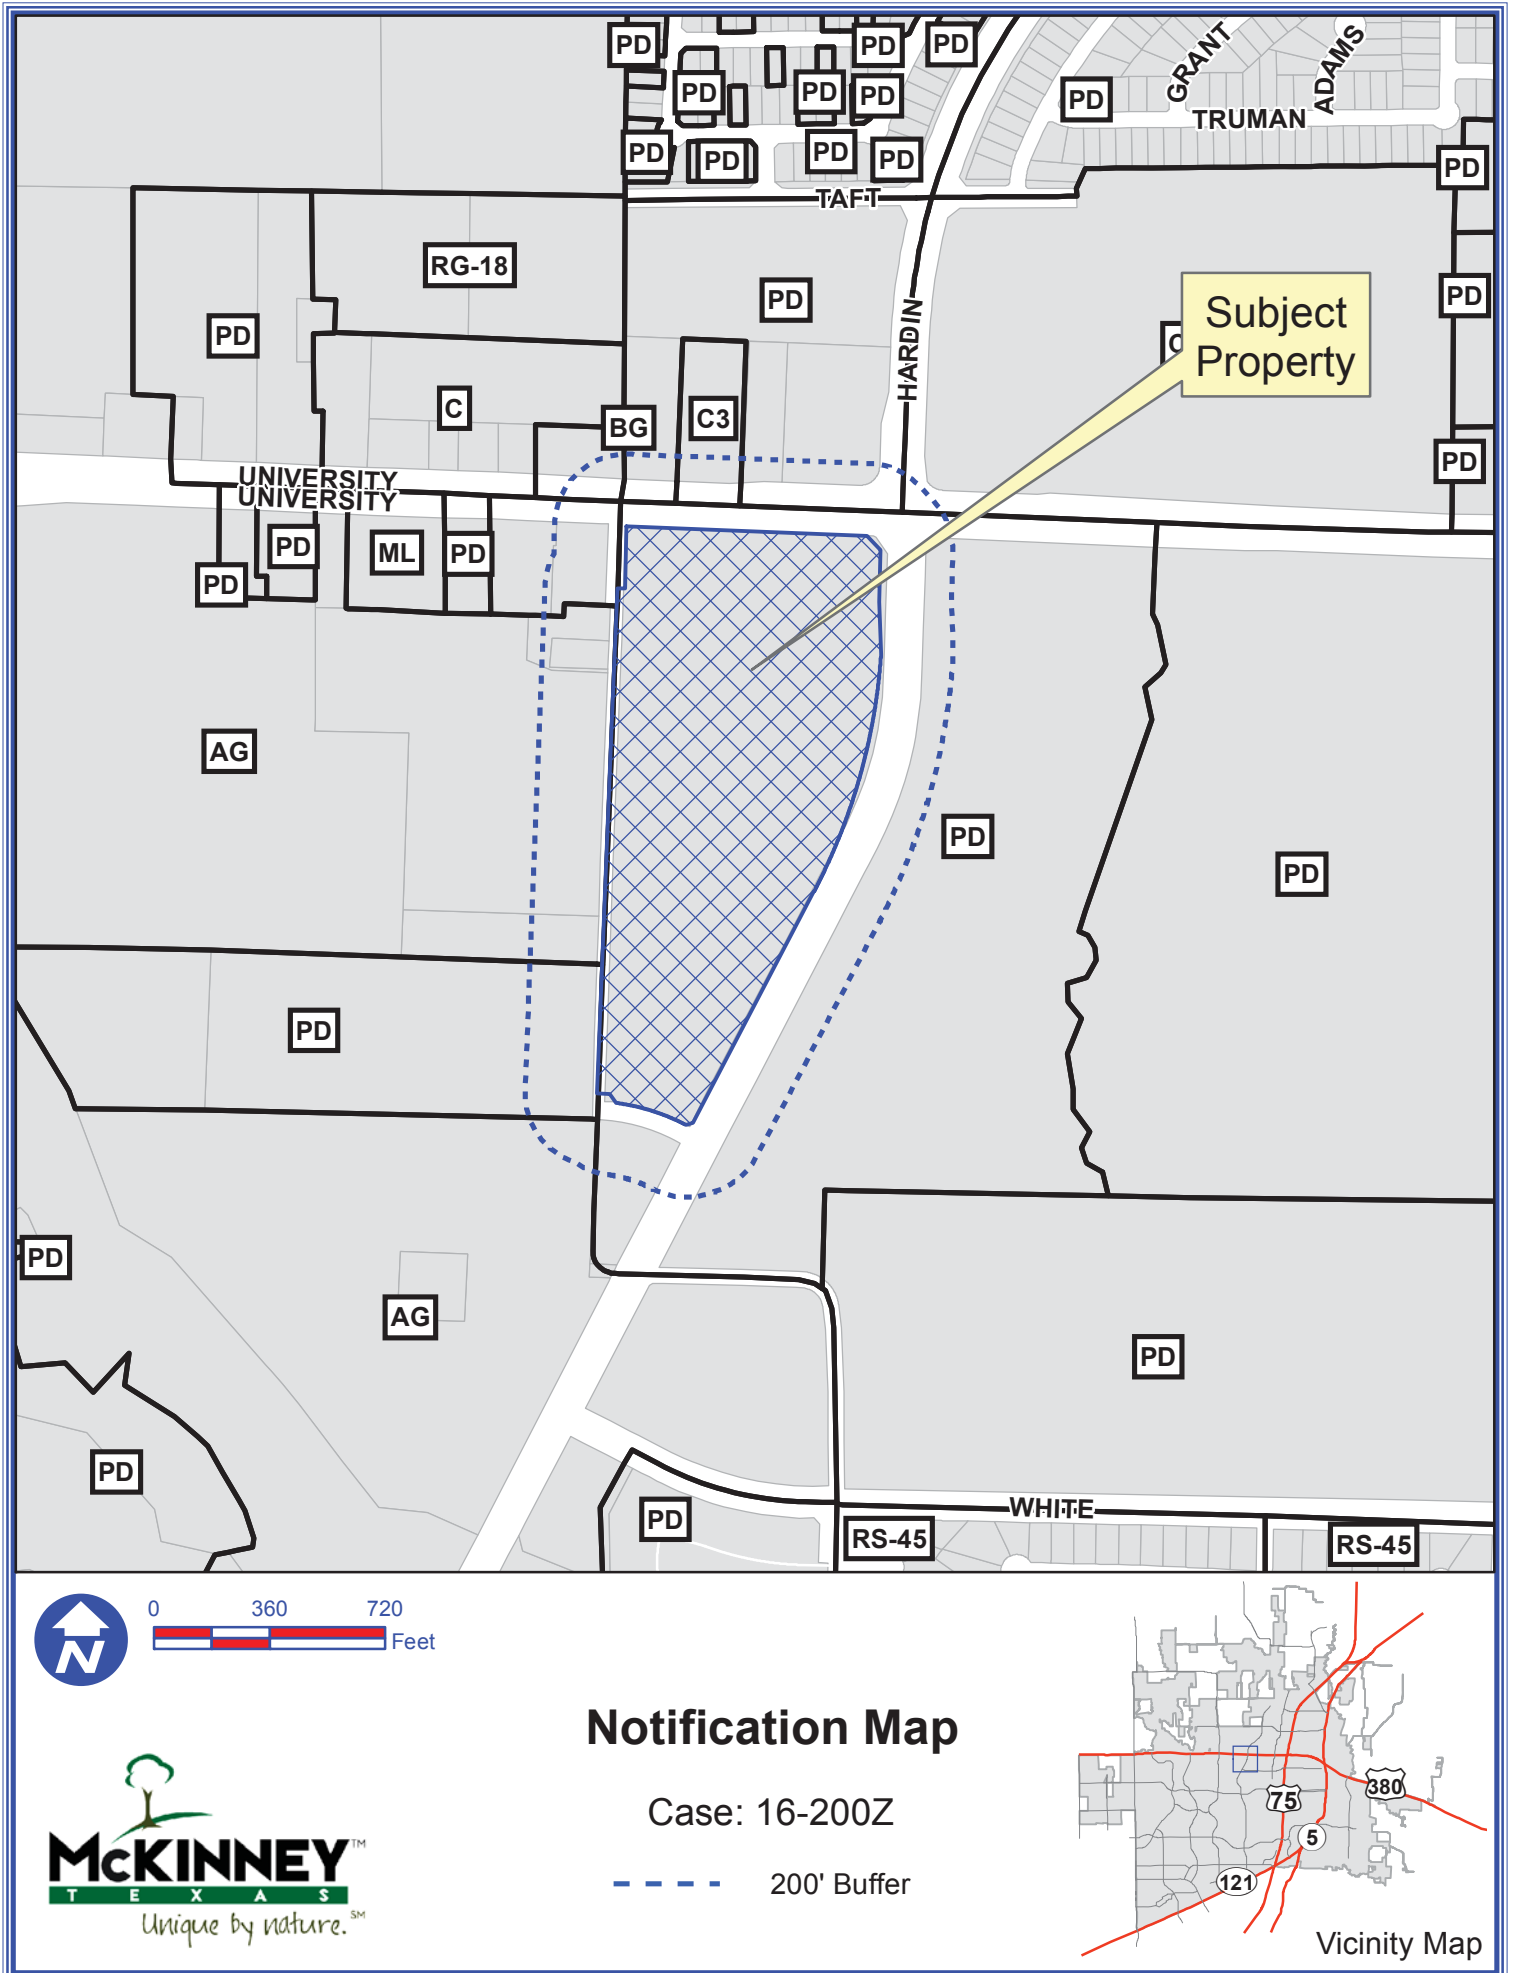 PD
PD
PD
GRANT
ADAMS
PD
PD
PD
PD
TRUMAN
PD
PD
PD
PD
PD
TAFT
RG-18
PD
PD
PD
HARDIN
Subject
Property
PD
C
C
BG
C3
PD
UNIVERSITY
UNIVERSITY
PD
PD
ML
PD
AG
PD
PD
PD
PD
AG
PD
PD
PD
WHITE
RS-45
RS-45
0 360 720
Feet
N
Notification Map
Case: 16-200Z
200' Buffer
McKINNEY™
TEXAS
Unique by nature.℠
380
75
5
121
Vicinity Map